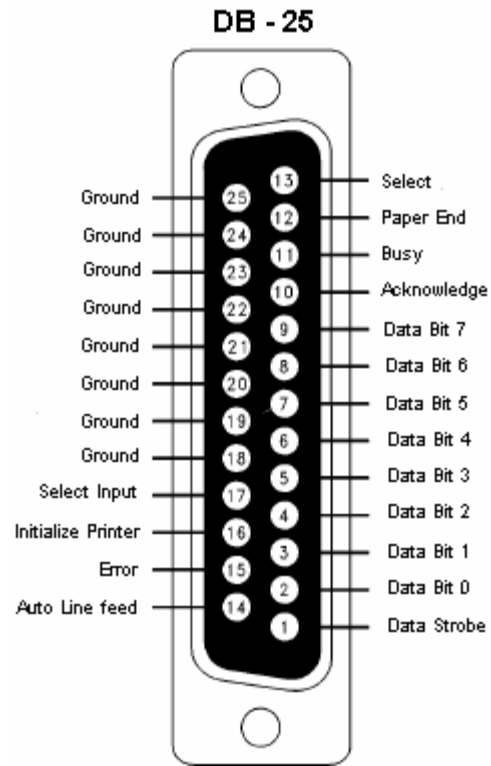 DB - 25
13 Select
Ground 25
12 Paper End
Ground 24
11 Busy
Ground 23
10 Acknowledge
Ground 22
9 Data Bit 7
Ground 21
8 Data Bit 6
Ground 20
7 Data Bit 5
Ground 19
6 Data Bit 4
Ground 18
5 Data Bit 3
Select Input 17
4 Data Bit 2
Initialize Printer 16
3 Data Bit 1
Error 15
2 Data Bit 0
Auto Line feed 14
1 Data Strobe